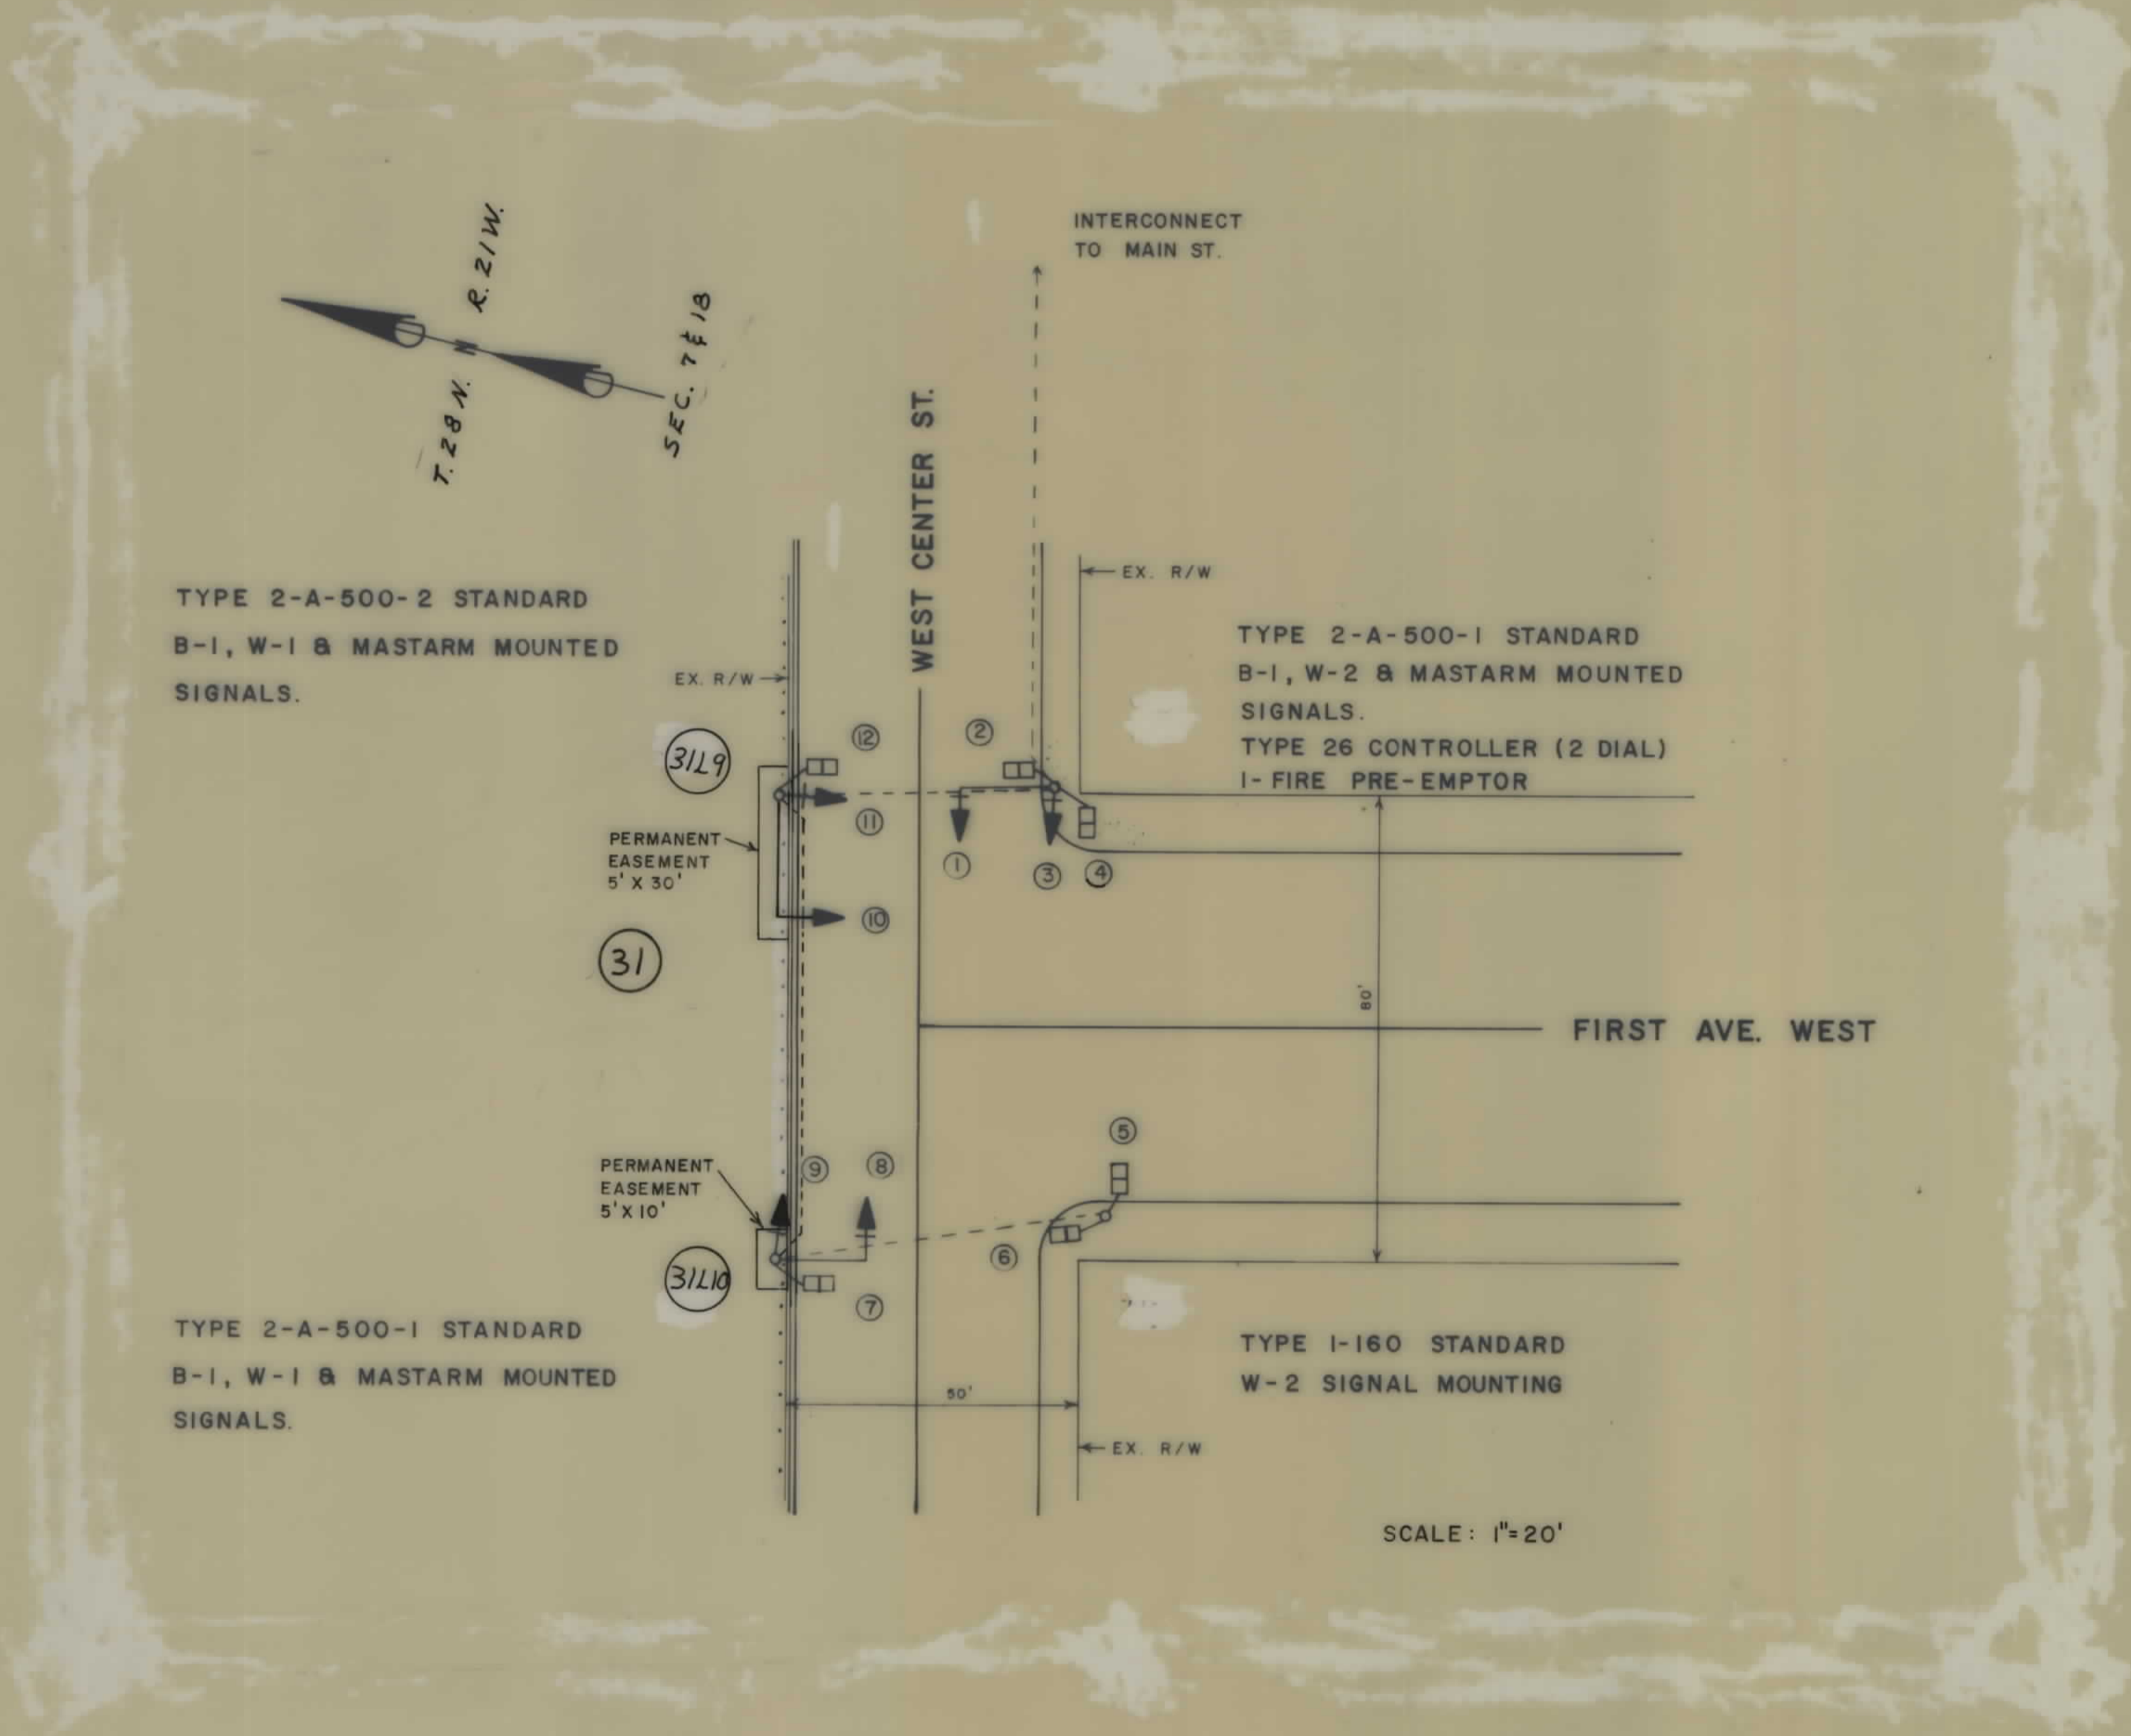 INTERCONNECT
TO MAIN ST.
R. 21 W.
N
T. 28 N.
SEC. 7 & 18
WEST CENTER ST.
EX. R/W
TYPE 2-A-500-2 STANDARD
B-1, W-1 & MASTARM MOUNTED
SIGNALS.
EX. R/W
TYPE 2-A-500-1 STANDARD
B-1, W-2 & MASTARM MOUNTED
SIGNALS.
TYPE 26 CONTROLLER (2 DIAL)
1- FIRE PRE-EMPTOR
31L9
12
2
11
1
3
4
PERMANENT
EASEMENT
5' X 30'
10
31
80'
FIRST AVE. WEST
5
PERMANENT
EASEMENT
5' X 10'
9
8
6
31L10
7
TYPE 2-A-500-1 STANDARD
B-1, W-1 & MASTARM MOUNTED
SIGNALS.
TYPE 1-160 STANDARD
W-2 SIGNAL MOUNTING
50'
EX. R/W
SCALE: 1"=20'